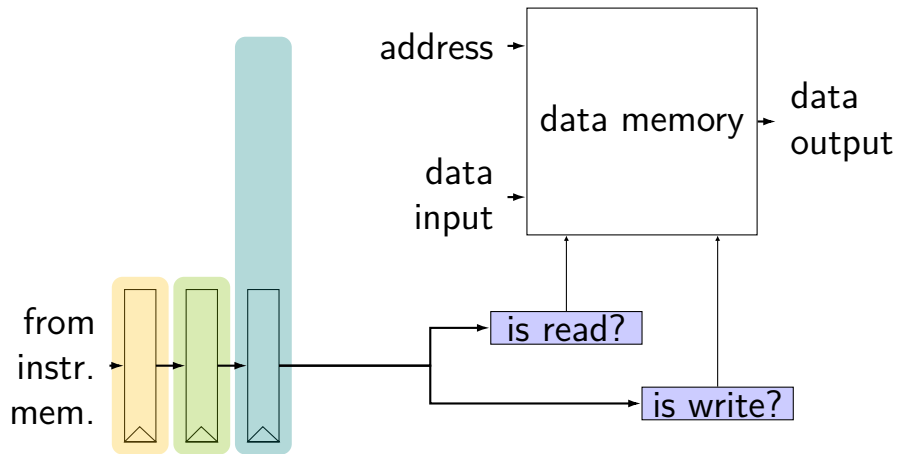 address
data memory
data
output
data
input
from
instr.
mem.
is read?
is write?